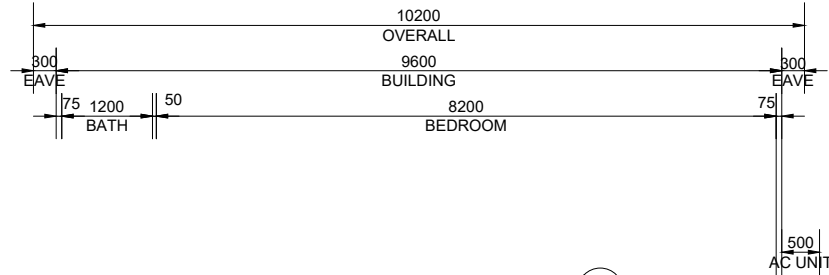 10200
OVERALL
300 9600 300
EAVE BUILDING EAVE
75 1200 50 8200 75
BATH BEDROOM
500
AC UNIT